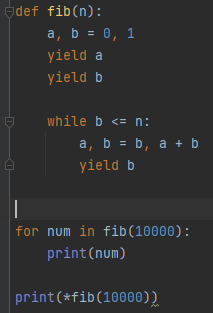 def fib(n):
    a, b = 0, 1
    yield a
    yield b

    while b <= n:
        a, b = b, a + b
        yield b

for num in fib(10000):
    print(num)

print(*fib(10000))